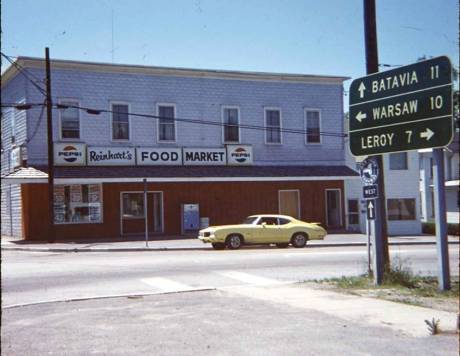 BATAVIA 11
WARSAW 10
LEROY 7
PEPSI Reinhart's FOOD MARKET PEPSI
WEST